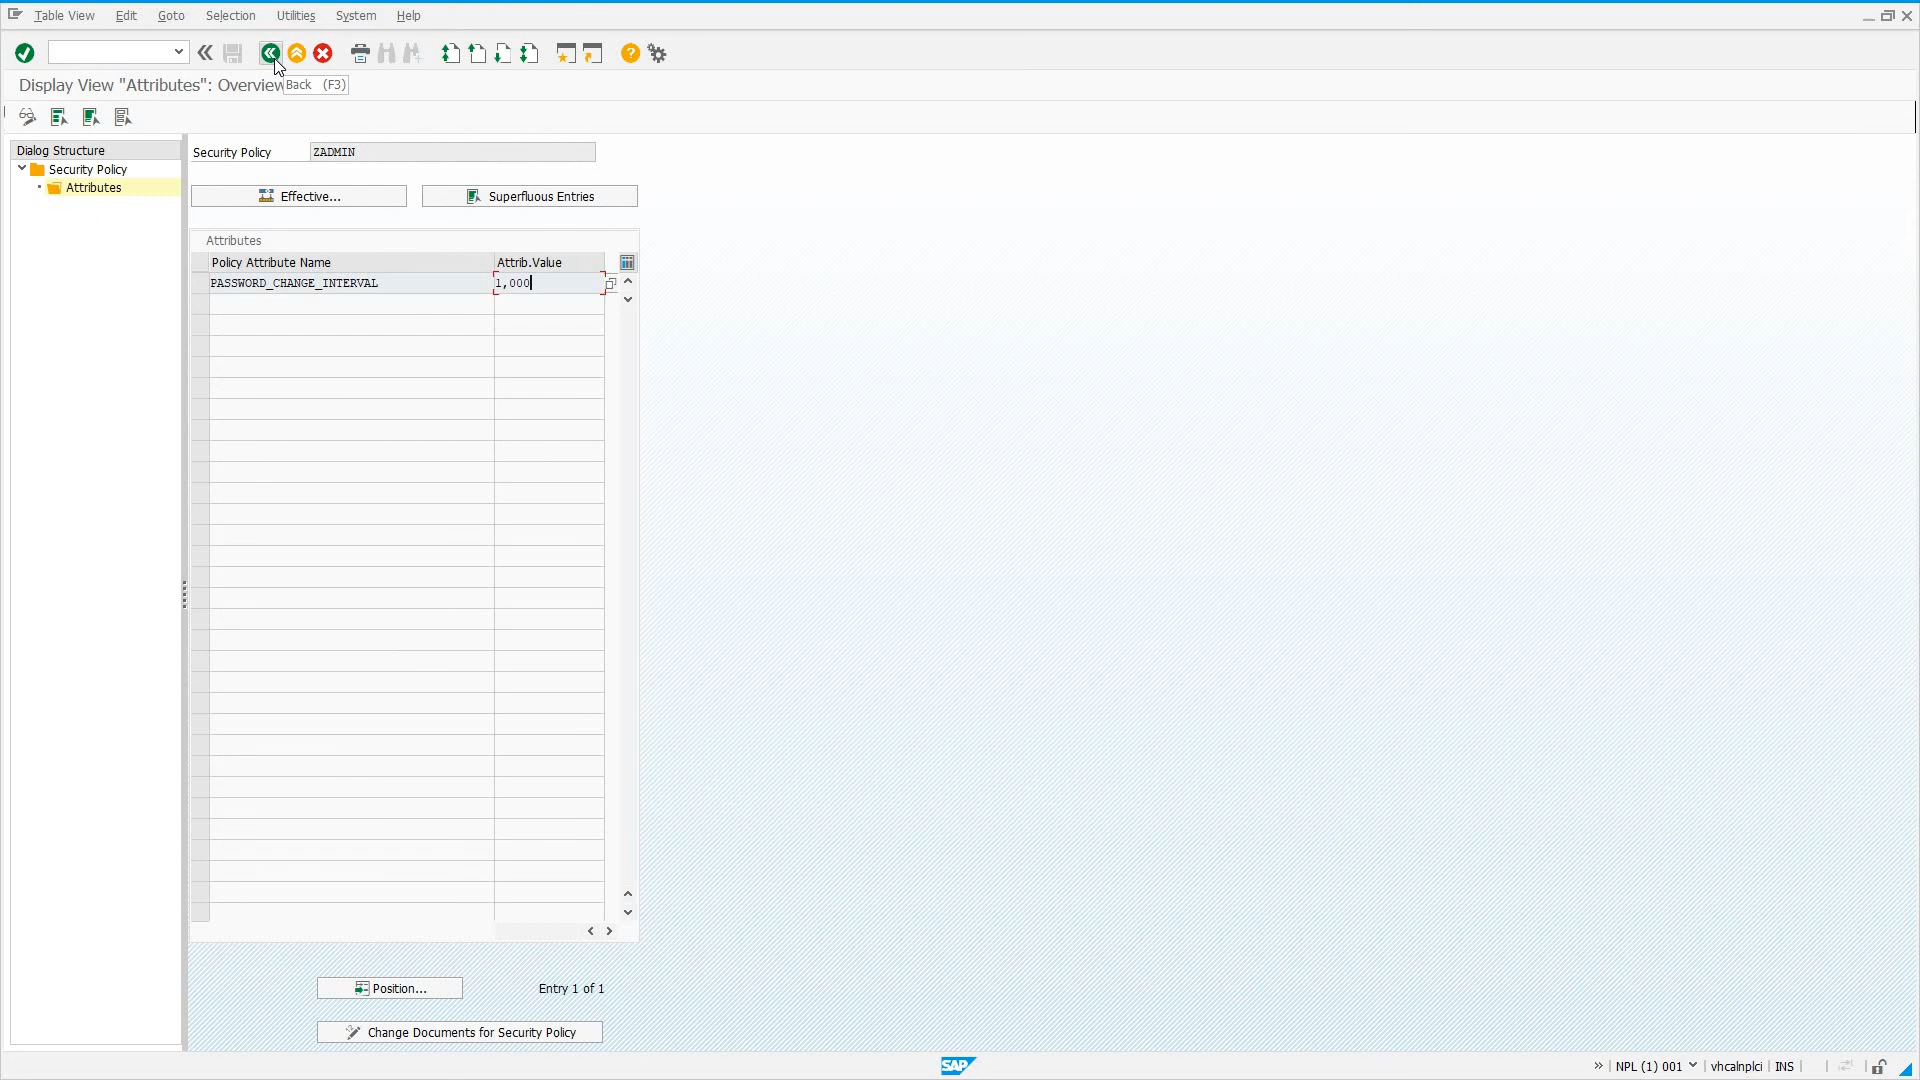 Table View Edit Goto Selection Utilities System Help
Display View "Attributes": Overview
Back (F3)
Dialog Structure
Security Policy
Attributes
Security Policy ZADMIN
Effective... Superfluous Entries
Attributes
Policy Attribute Name Attrib.Value
PASSWORD_CHANGE_INTERVAL 1,000
Position... Entry 1 of 1
Change Documents for Security Policy
SAP NPL (1) 001 vhcalnplci INS